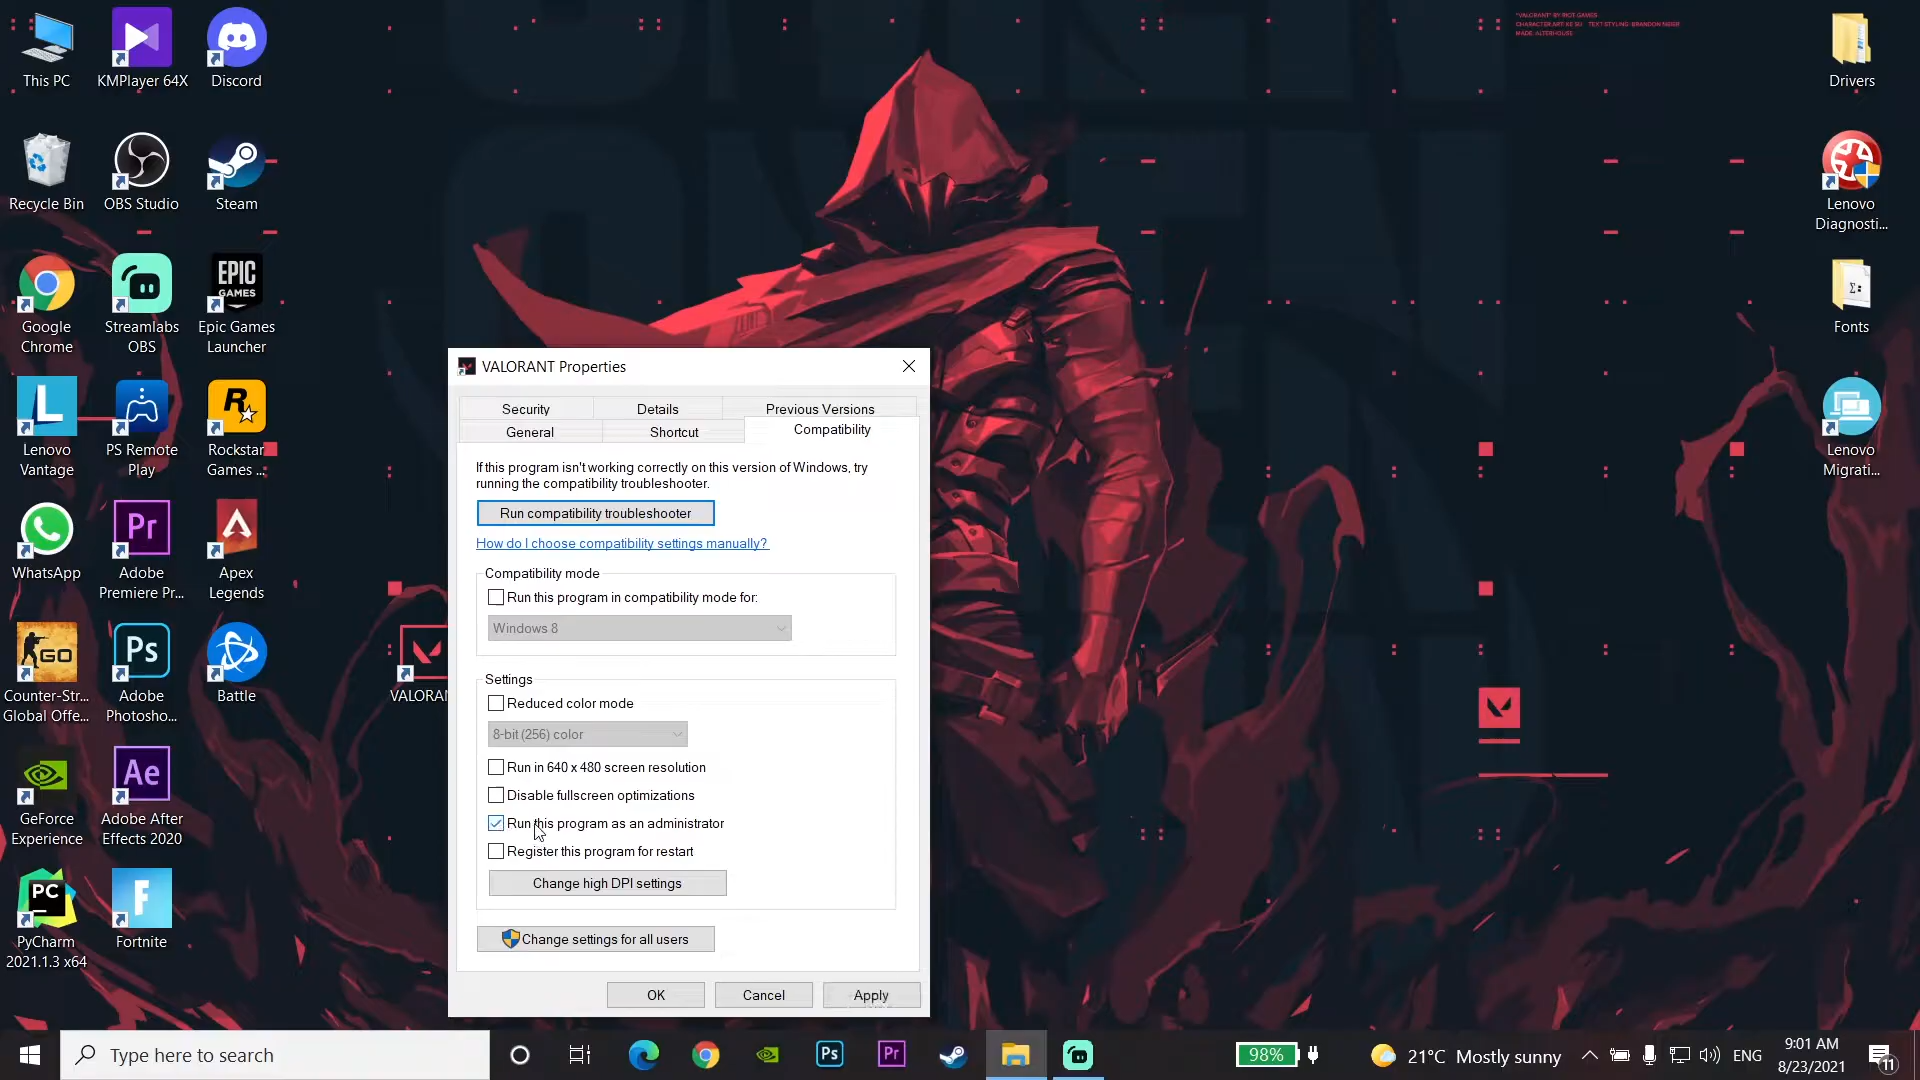 This PC
KMPlayer 64X
Discord
Recycle Bin
OBS Studio
Steam
Google
Chrome
Streamlabs
OBS
EPIC
GAMES
Epic Games
Launcher
Lenovo
Vantage
PS Remote
Play
Rockstar
Games ...
WhatsApp
Adobe
Premiere Pr...
Apex
Legends
Counter-Str...
Global Offe...
Adobe
Photosho...
Battle
GeForce
Experience
Adobe After
Effects 2020
PyCharm
2021.1.3 x64
Fortnite
VALORAN
Drivers
Lenovo
Diagnosti...
Fonts
Lenovo
Migrati...
"VALORANT" BY RIOT GAMES
VALORANT Properties
Security
Details
Previous Versions
General
Shortcut
Compatibility
If this program isn't working correctly on this version of Windows, try
running the compatibility troubleshooter.
Run compatibility troubleshooter
How do I choose compatibility settings manually?
Compatibility mode
Run this program in compatibility mode for:
Windows 8
Settings
Reduced color mode
8-bit (256) color
Run in 640 x 480 screen resolution
Disable fullscreen optimizations
Run this program as an administrator
Register this program for restart
Change high DPI settings
Change settings for all users
OK
Cancel
Apply
Type here to search
98%
21°C Mostly sunny
ENG
9:01 AM
8/23/2021
11